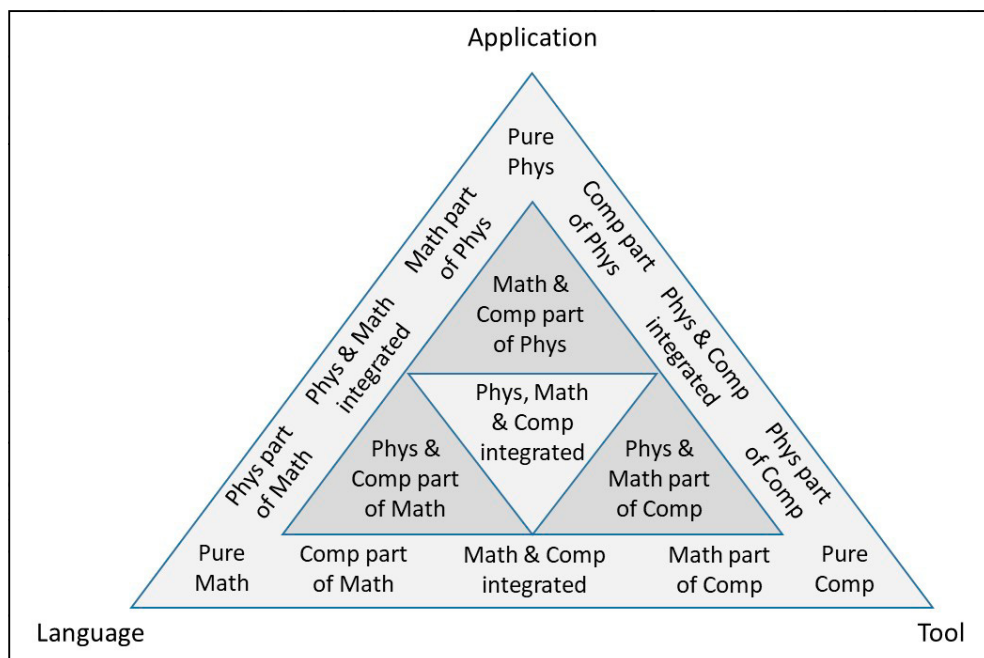 Application
Pure
Phys
Math part
of Phys
Comp part
of Phys
Math &
Comp part
of Phys
Phys & Math
integrated
Phys & Comp
integrated
Phys, Math
& Comp
integrated
Phys part
of Math
Phys &
Comp part
of Math
Phys &
Math part
of Comp
Phys part
of Comp
Pure
Math
Comp part
of Math
Math & Comp
integrated
Math part
of Comp
Pure
Comp
Language
Tool